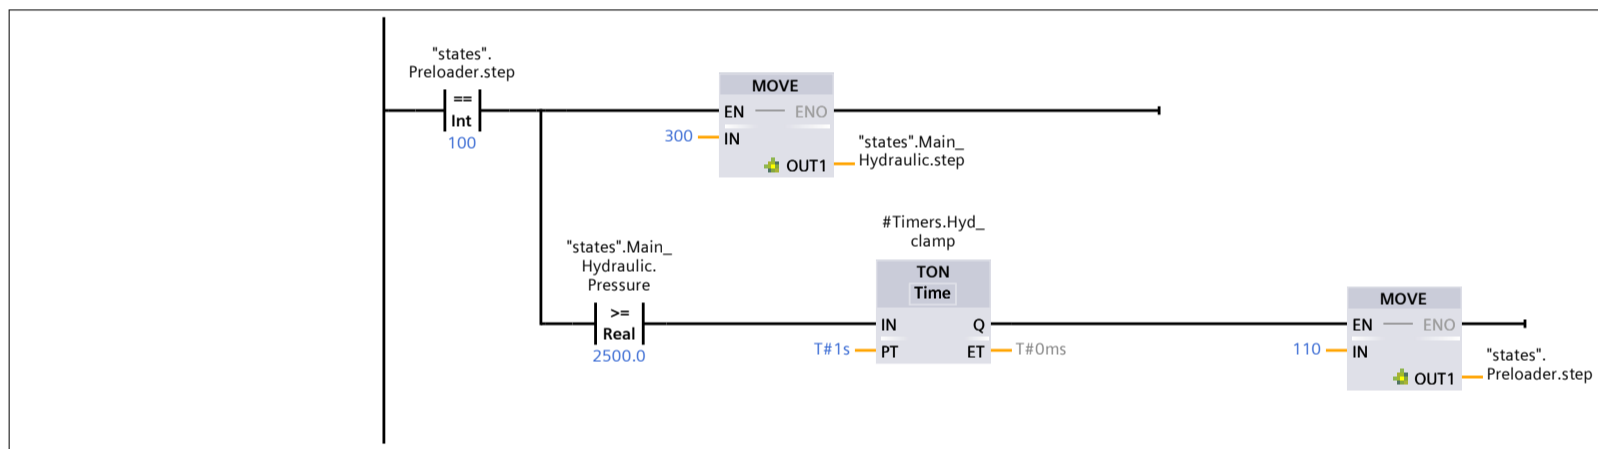 "states".
Preloader.step
==
Int
100
MOVE
EN ENO
300 IN
OUT1
"states".Main_
Hydraulic.step
"states".Main_
Hydraulic.
Pressure
>=
Real
2500.0
#Timers.Hyd_
clamp
TON
Time
IN Q
T#1s PT ET T#0ms
MOVE
EN ENO
110 IN
OUT1
"states".
Preloader.step